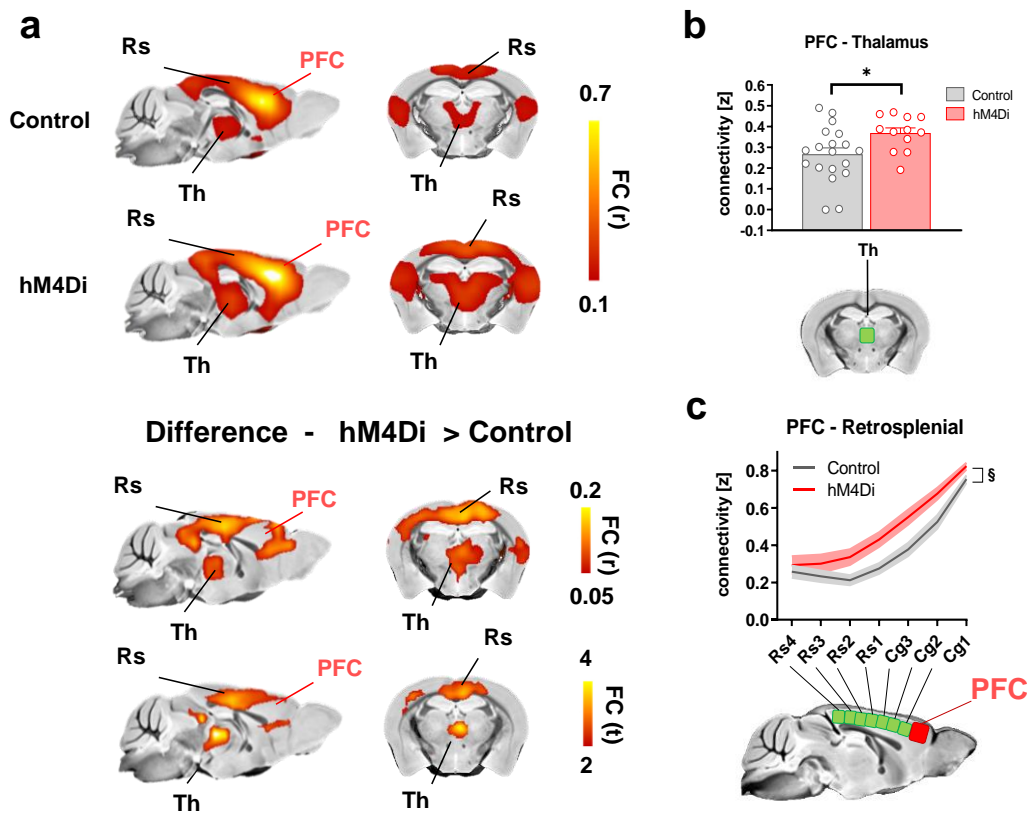 a
Rs
PFC
Rs
Control
Th
Th
0.7
FC (r)
0.1
Rs
PFC
Rs
hM4Di
Th
Th
Difference - hM4Di > Control
Rs
PFC
Rs
0.2
FC (r)
0.05
Th
Th
Rs
PFC
Rs
4
FC (t)
2
Th
Th
b
PFC - Thalamus
*
Control
hM4Di
connectivity [z]
0.6
0.5
0.4
0.3
0.2
0.1
0.0
-0.1
Th
c
PFC - Retrosplenial
Control
hM4Di
§
connectivity [z]
0.8
0.6
0.4
0.2
0.0
Rs4 Rs3 Rs2 Rs1 Cg3 Cg2 Cg1
PFC